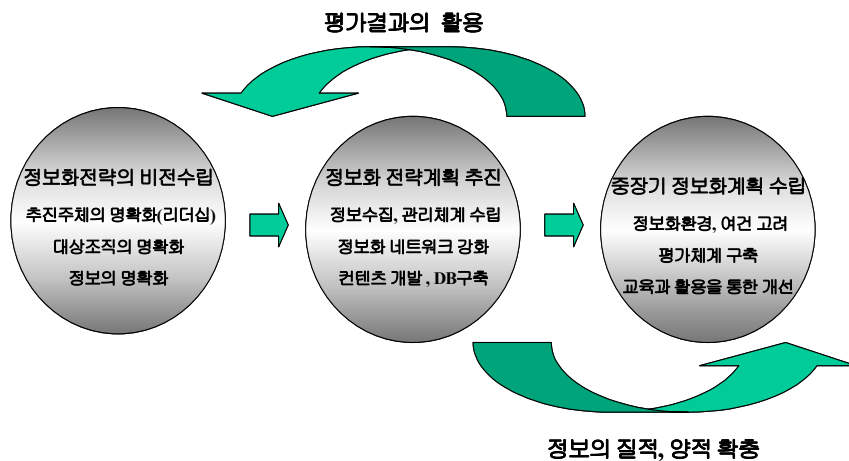 평가결과의 활용
정보화전략의 비전수립
추진주체의 명확화(리더십)
대상조직의 명확화
정보의 명확화
정보화 전략계획 추진
정보수집, 관리체계 수립
정보화 네트워크 강화
컨텐츠 개발 , DB구축
중장기 정보화계획 수립
정보화환경, 여건 고려
평가체계 구축
교육과 활용을 통한 개선
정보의 질적, 양적 확충